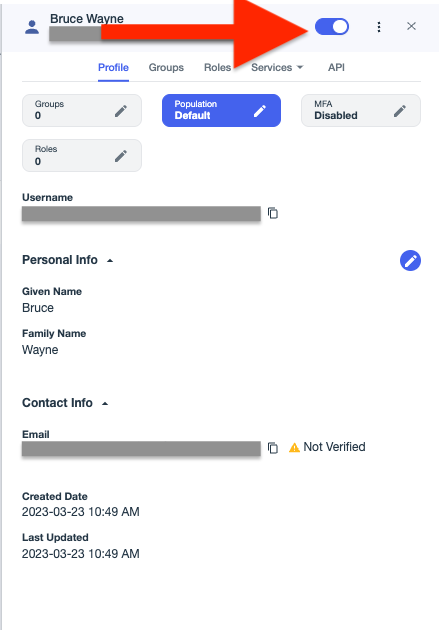 Bruce Wayne
Profile Groups Roles Services API
Groups
0
Population
Default
MFA
Disabled
Roles
0
Username
Personal Info
Given Name
Bruce
Family Name
Wayne
Contact Info
Email
Not Verified
Created Date
2023-03-23 10:49 AM
Last Updated
2023-03-23 10:49 AM